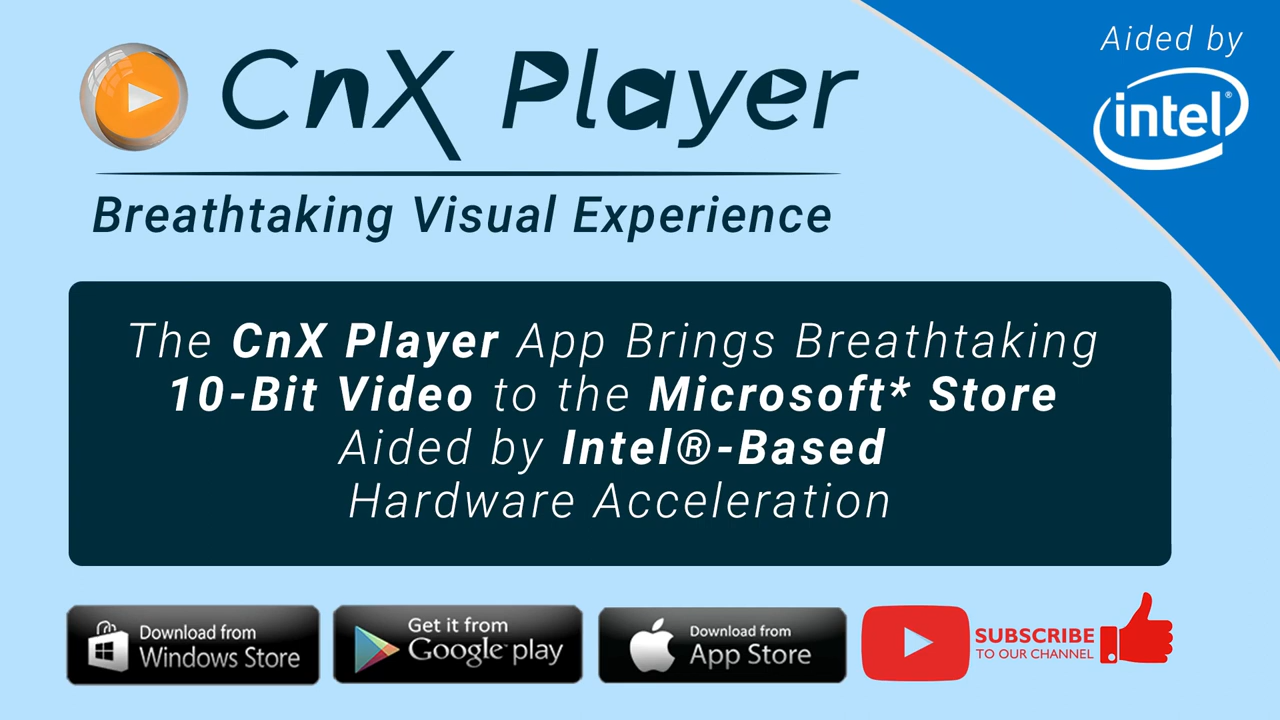 CnX Player
Aided by
intel®
Breathtaking Visual Experience
The CnX Player App Brings Breathtaking
10-Bit Video to the Microsoft* Store
Aided by Intel®-Based
Hardware Acceleration
Download from
Windows Store
Get it from
Google play
Download from
App Store
SUBSCRIBE
TO OUR CHANNEL